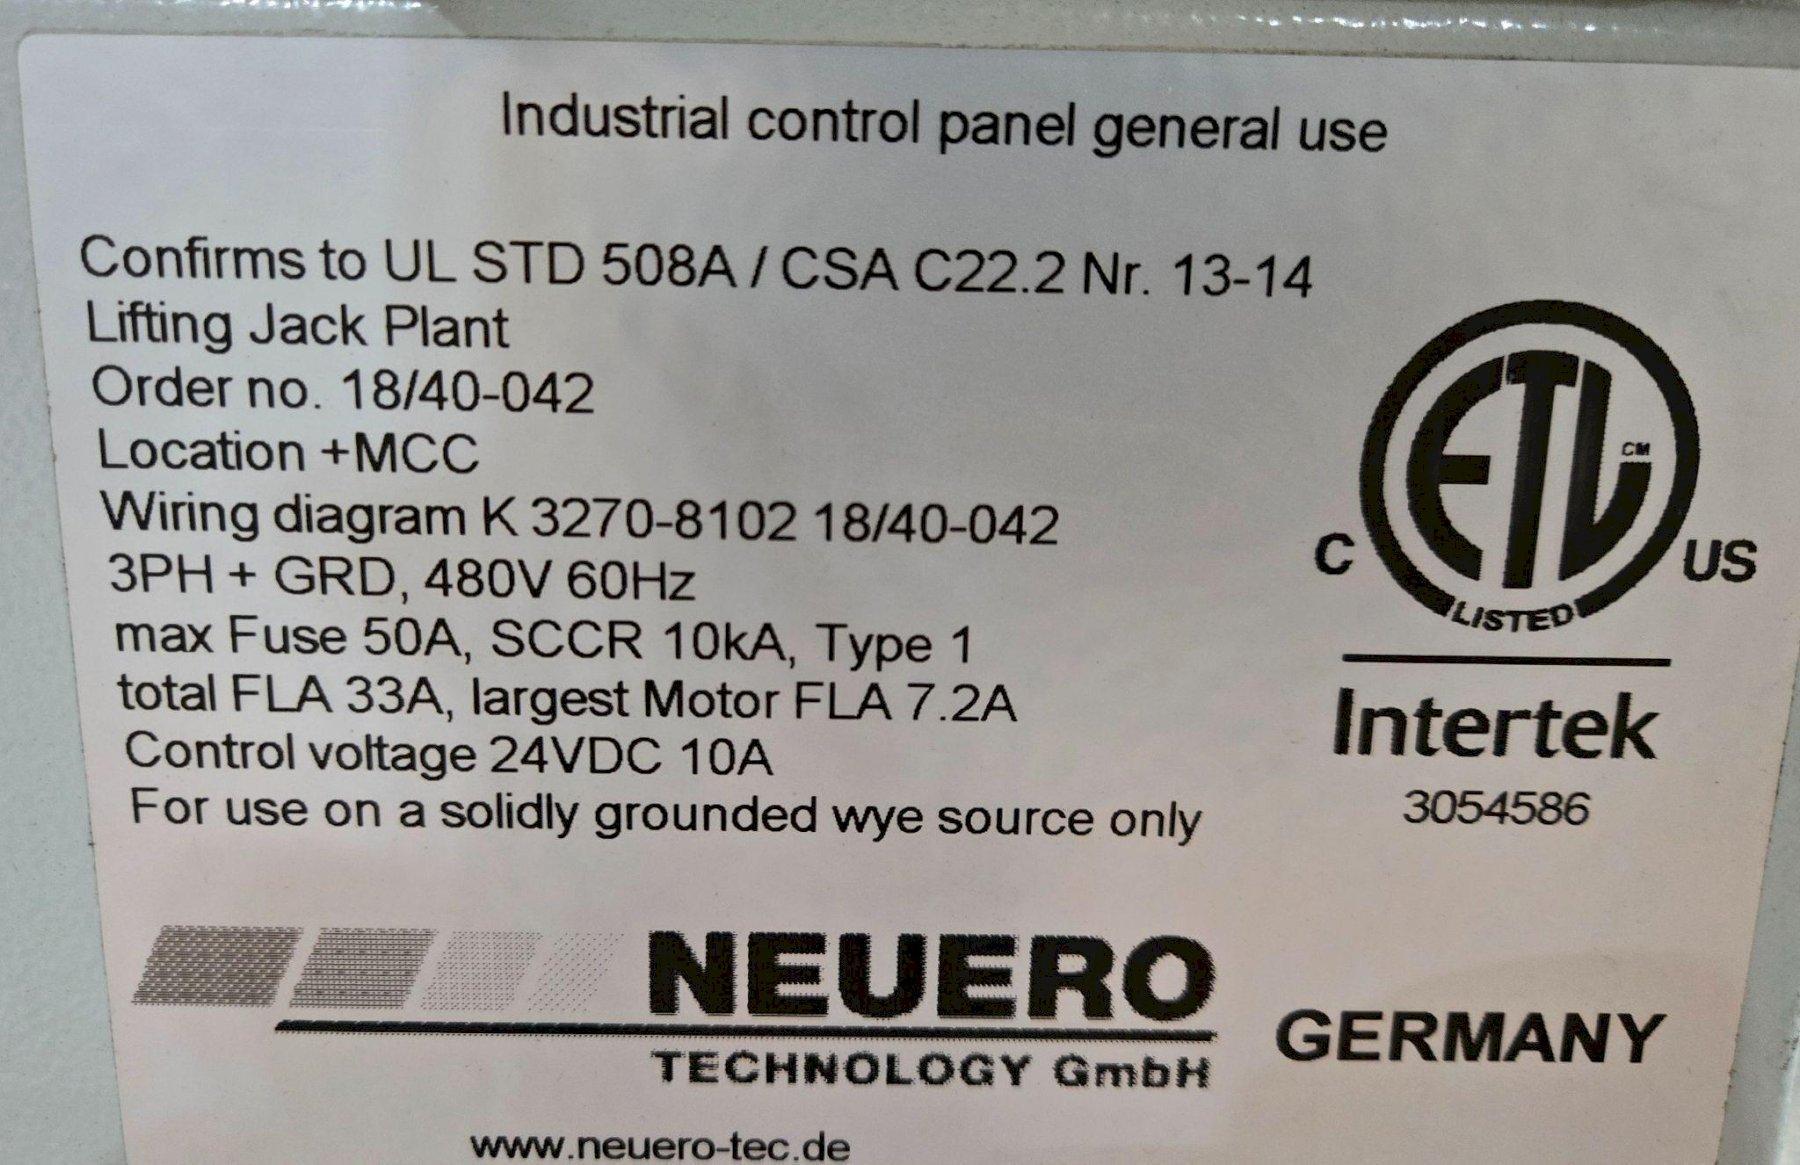 Industrial control panel general use
Confirms to UL STD 508A / CSA C22.2 Nr. 13-14
Lifting Jack Plant
Order no. 18/40-042
Location +MCC
Wiring diagram K 3270-8102 18/40-042
3PH + GRD, 480V 60Hz
max Fuse 50A, SCCR 10kA, Type 1
total FLA 33A, largest Motor FLA 7.2A
Control voltage 24VDC 10A
For use on a solidly grounded wye source only
ETL CM
C US
LISTED
Intertek
3054586
NEUERO
TECHNOLOGY GmbH
GERMANY
www.neuero-tec.de